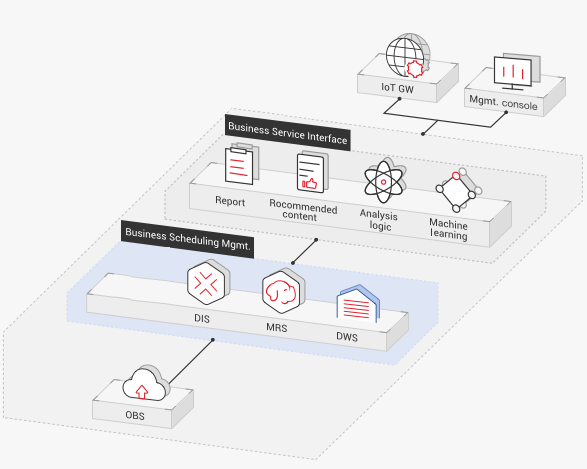 IoT GW
Mgmt. console
Business Service Interface
Report
Rocommended
content
Analysis
logic
Machine
learning
Business Scheduling Mgmt.
DIS
MRS
DWS
OBS